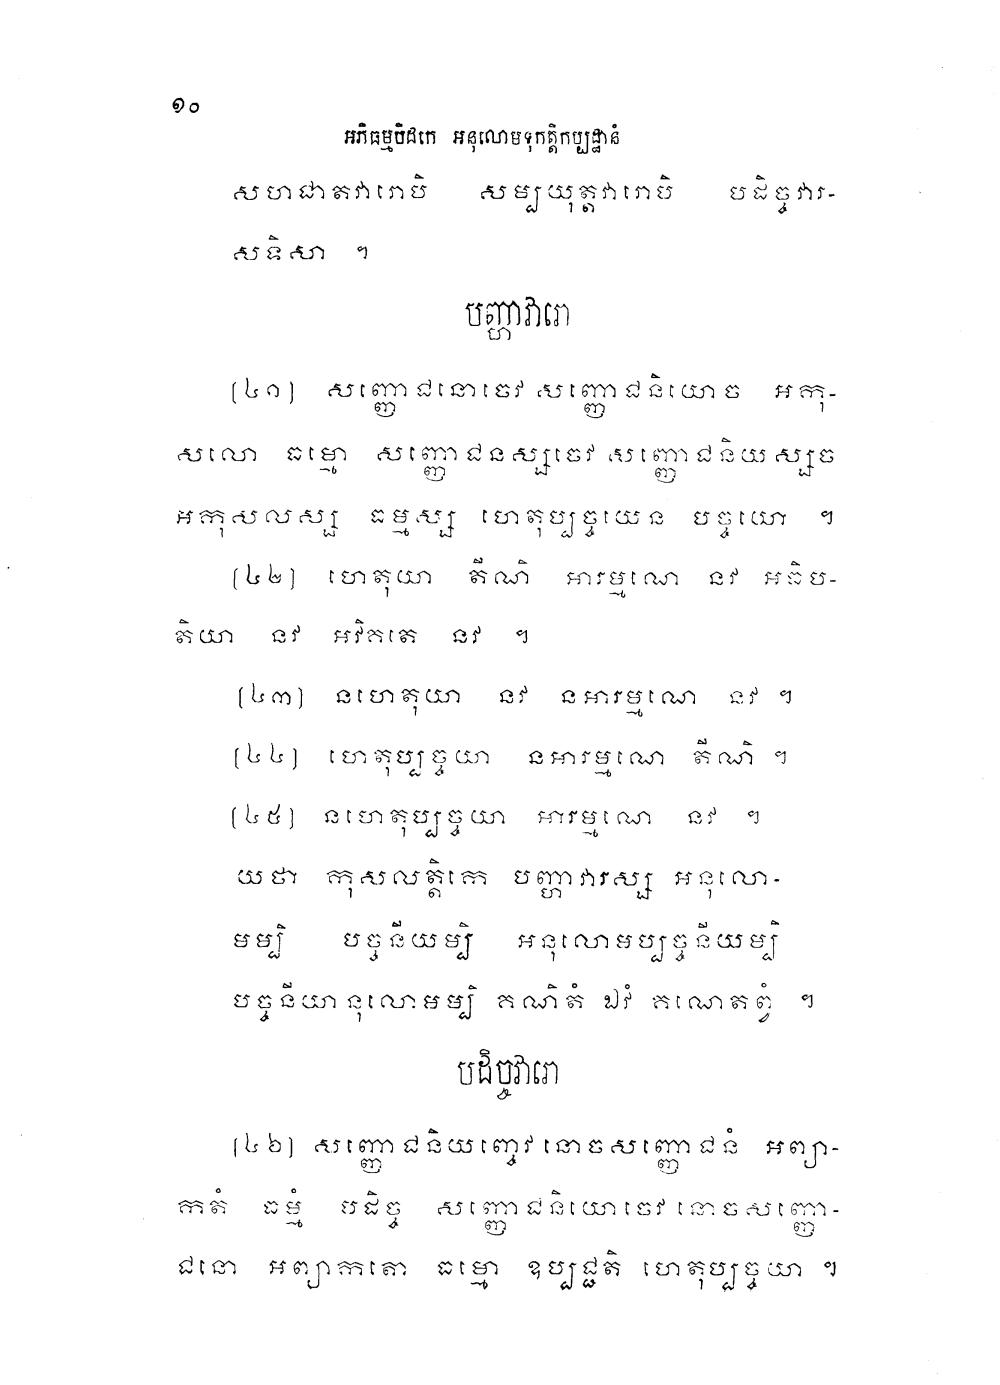 ១០
អភិធម្មបិដកេ អនុលោមទុកត្តិកប្បដ្ឋានំ
សហជាតវារោបិ សម្បយុត្តវារោបិ បដិច្ចវារ-
សទិសា ។
បញ្ហាវារោ
(៤១) សញ្ញោជនោចេវ សញ្ញោជនិយោច អកុ-
សលោ ធម្មោ សញ្ញោជនស្សចេវ សញ្ញោជនិយស្សច
អកុសលស្ស ធម្មស្ស ហេតុប្បច្ចយេន បច្ចយោ ។
(៤២) ហេតុយា តីណិ អារម្មណេ នវ អធិប-
តិយា នវ អវិគតេ នវ ។
(៤៣) នហេតុយា នវ នអារម្មណេ នវ ។
(៤៤) ហេតុប្បច្ចយា នអារម្មណេ តីណិ ។
(៤៥) នហេតុប្បច្ចយា អារម្មណេ នវ ។
យថា កុសលត្តិកេ បញ្ហាវារស្ស អនុលោ-
មម្បិ បច្ចនីយម្បិ អនុលោមប្បច្ចនីយម្បិ
បច្ចនីយានុលោមម្បិ គណិតំ ឯវំ គណេតព្វំ ។
បដិច្ចវារោ
(៤៦) សញ្ញោជនិយញ្ចេវ នោចសញ្ញោជនំ អព្យា-
កតំ ធម្មំ បដិច្ច សញ្ញោជនិយោចេវ នោចសញ្ញោ-
ជនោ អព្យាកតោ ធម្មោ ឧប្បជ្ជតិ ហេតុប្បច្ចយា ។